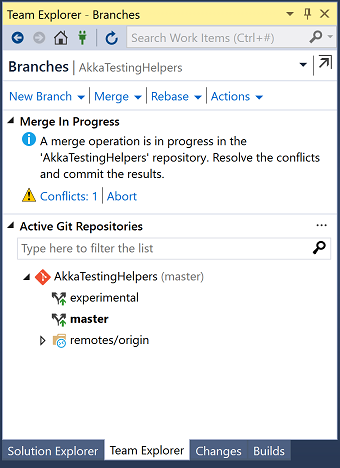 Team Explorer - Branches
Search Work Items (Ctrl+#)
Branches | AkkaTestingHelpers
New Branch | Merge | Rebase | Actions
Merge In Progress
A merge operation is in progress in the
'AkkaTestingHelpers' repository. Resolve the conflicts
and commit the results.
Conflicts: 1 | Abort
Active Git Repositories
Type here to filter the list
AkkaTestingHelpers (master)
experimental
master
remotes/origin
Solution Explorer Team Explorer Changes Builds